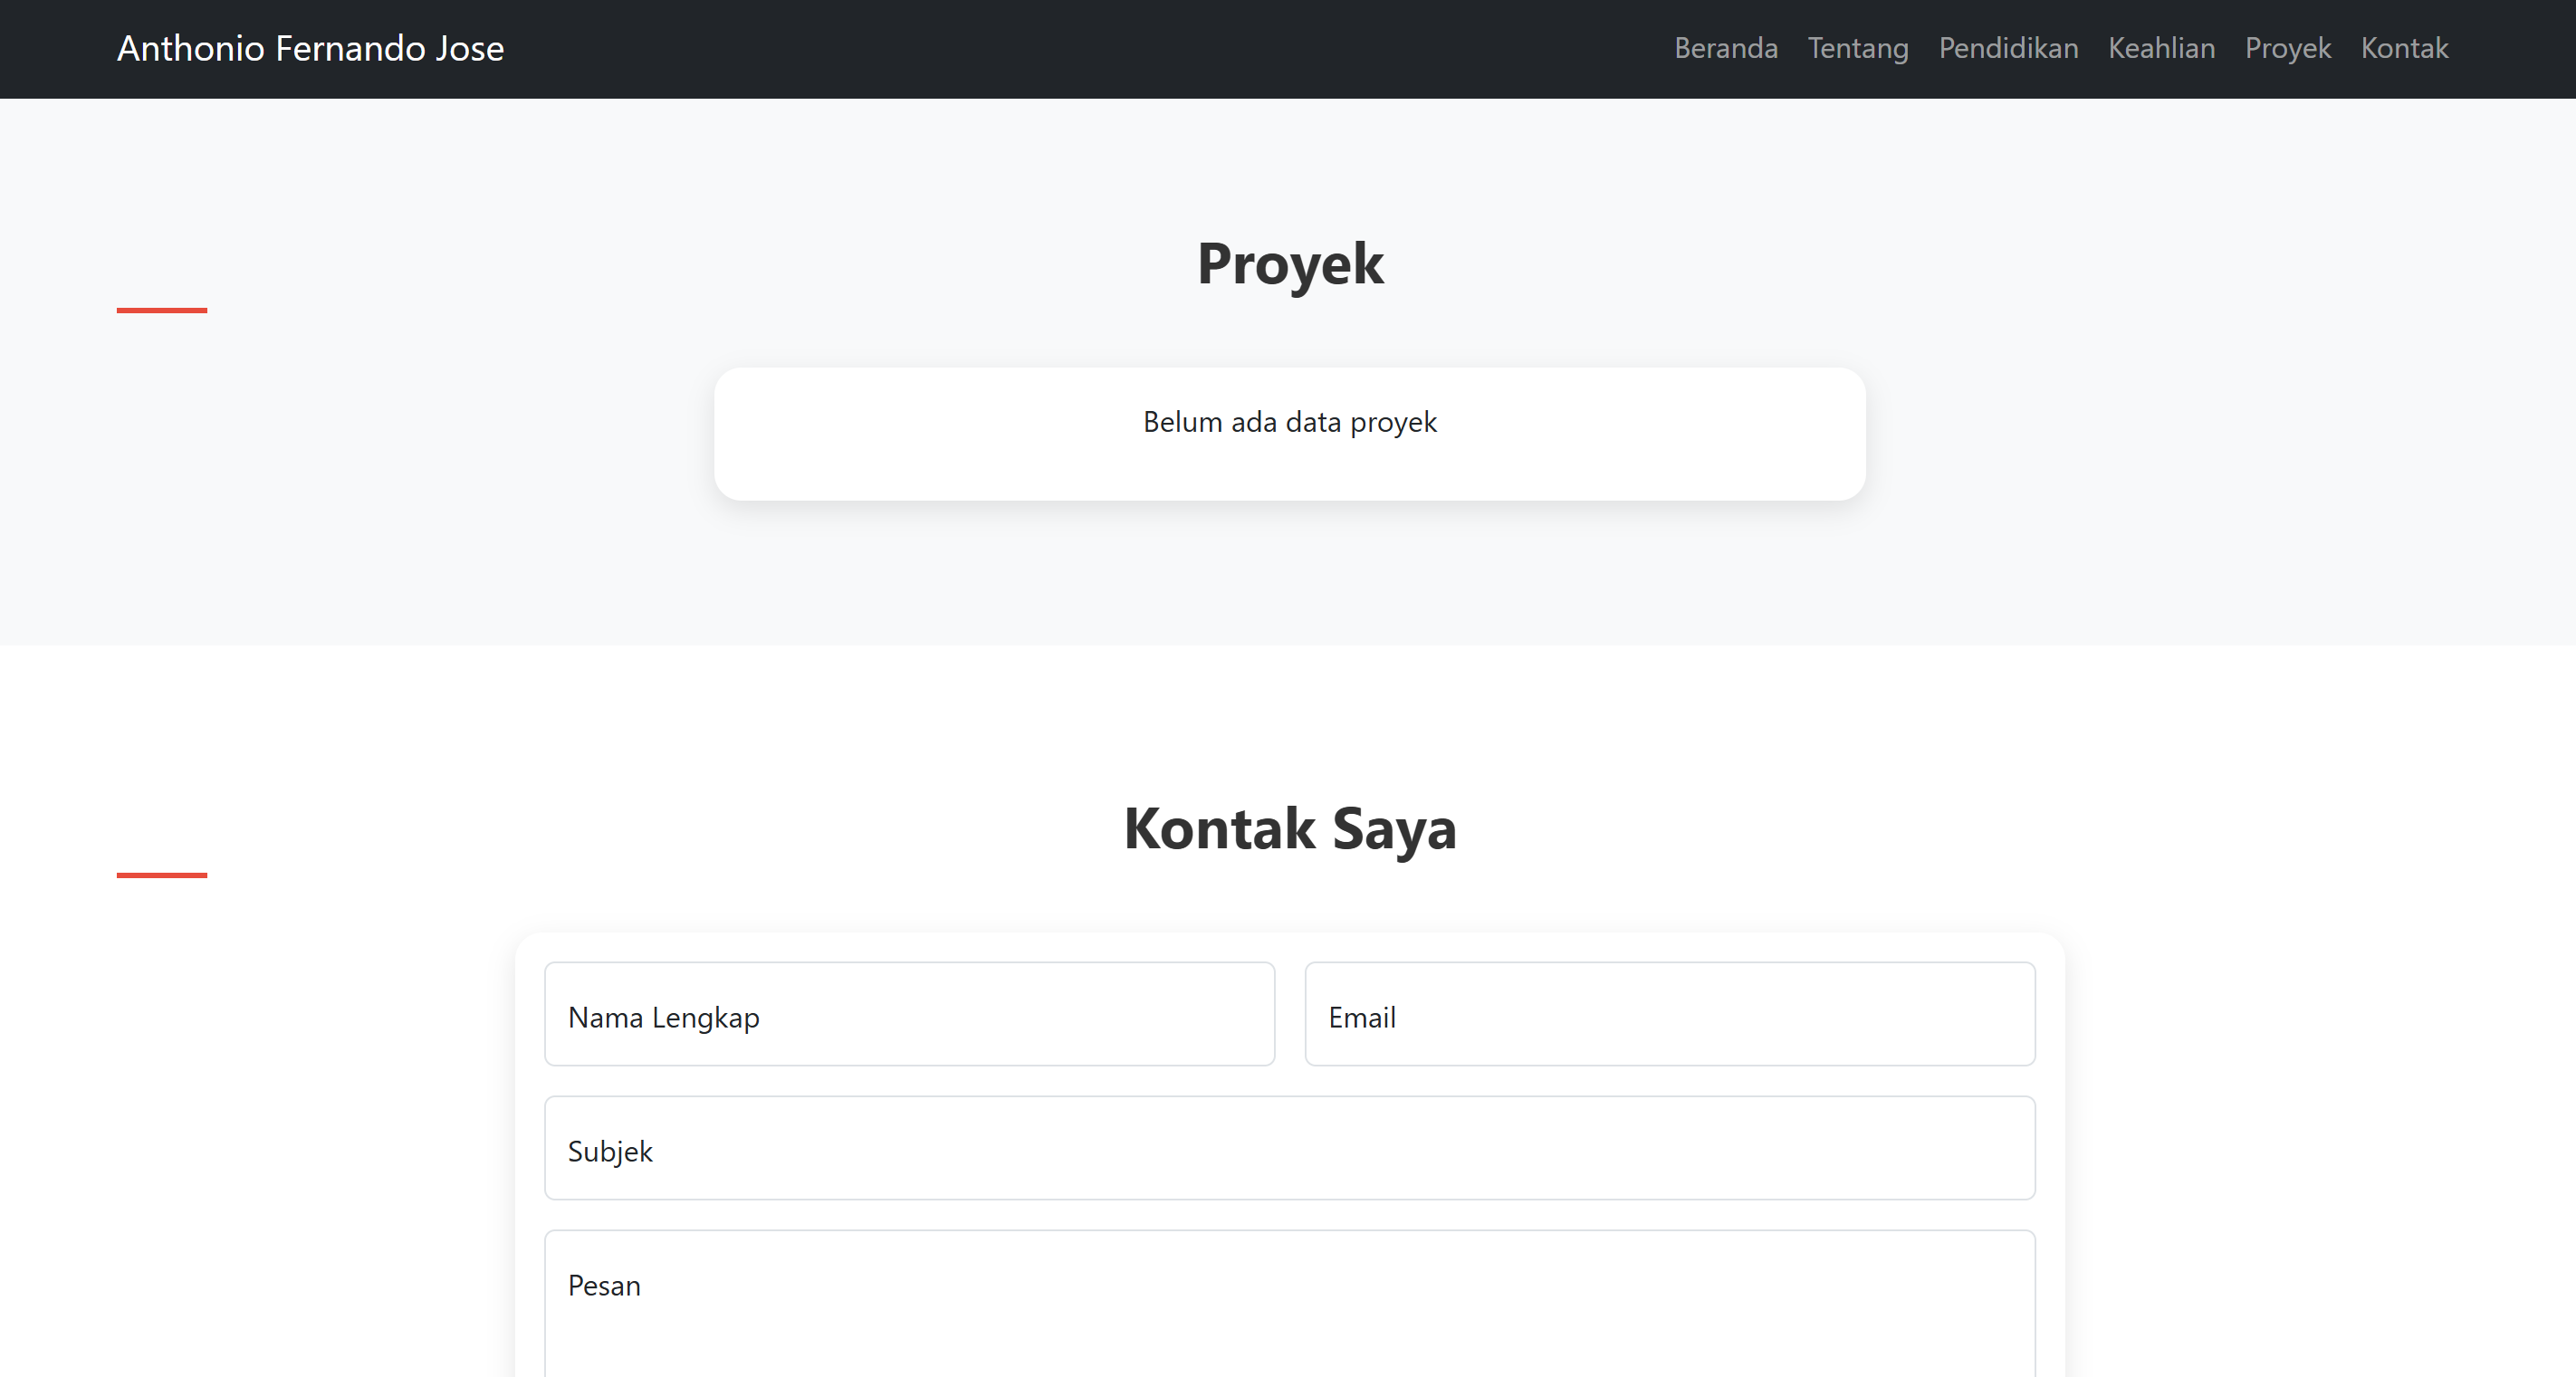 Anthonio Fernando Jose
Beranda Tentang Pendidikan Keahlian Proyek Kontak
Proyek
Belum ada data proyek
Kontak Saya
Nama Lengkap
Email
Subjek
Pesan